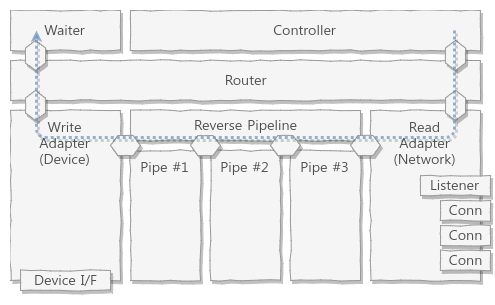 Waiter
Controller
Router
Write
Adapter
(Device)
Reverse Pipeline
Read
Adapter
(Network)
Pipe #1
Pipe #2
Pipe #3
Listener
Conn
Conn
Conn
Device I/F